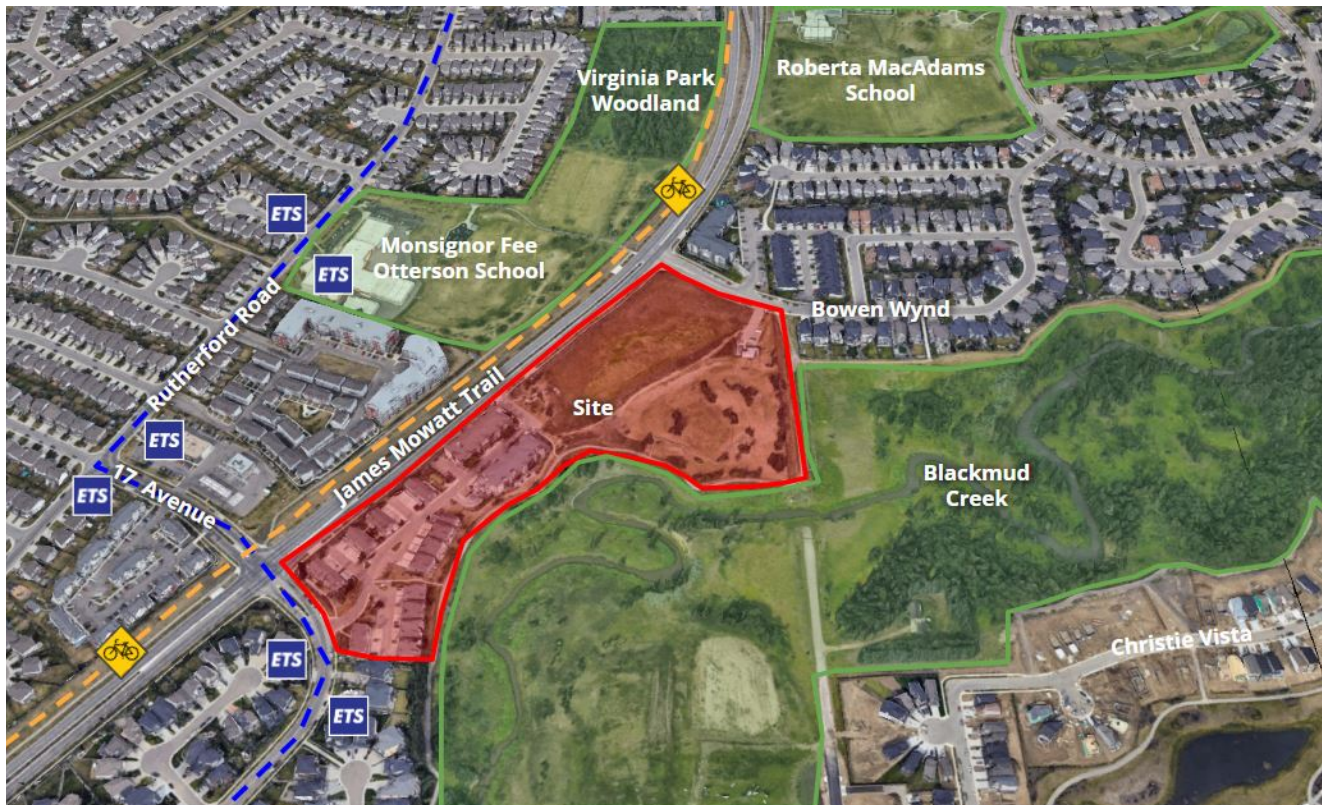 Virginia Park
Woodland
Roberta MacAdams
School
ETS
Monsignor Fee
Otterson School
ETS
Rutherford Road
Bowen Wynd
James Mowatt Trail
Site
ETS
17 Avenue
ETS
Blackmud
Creek
Christie Vista
ETS
ETS